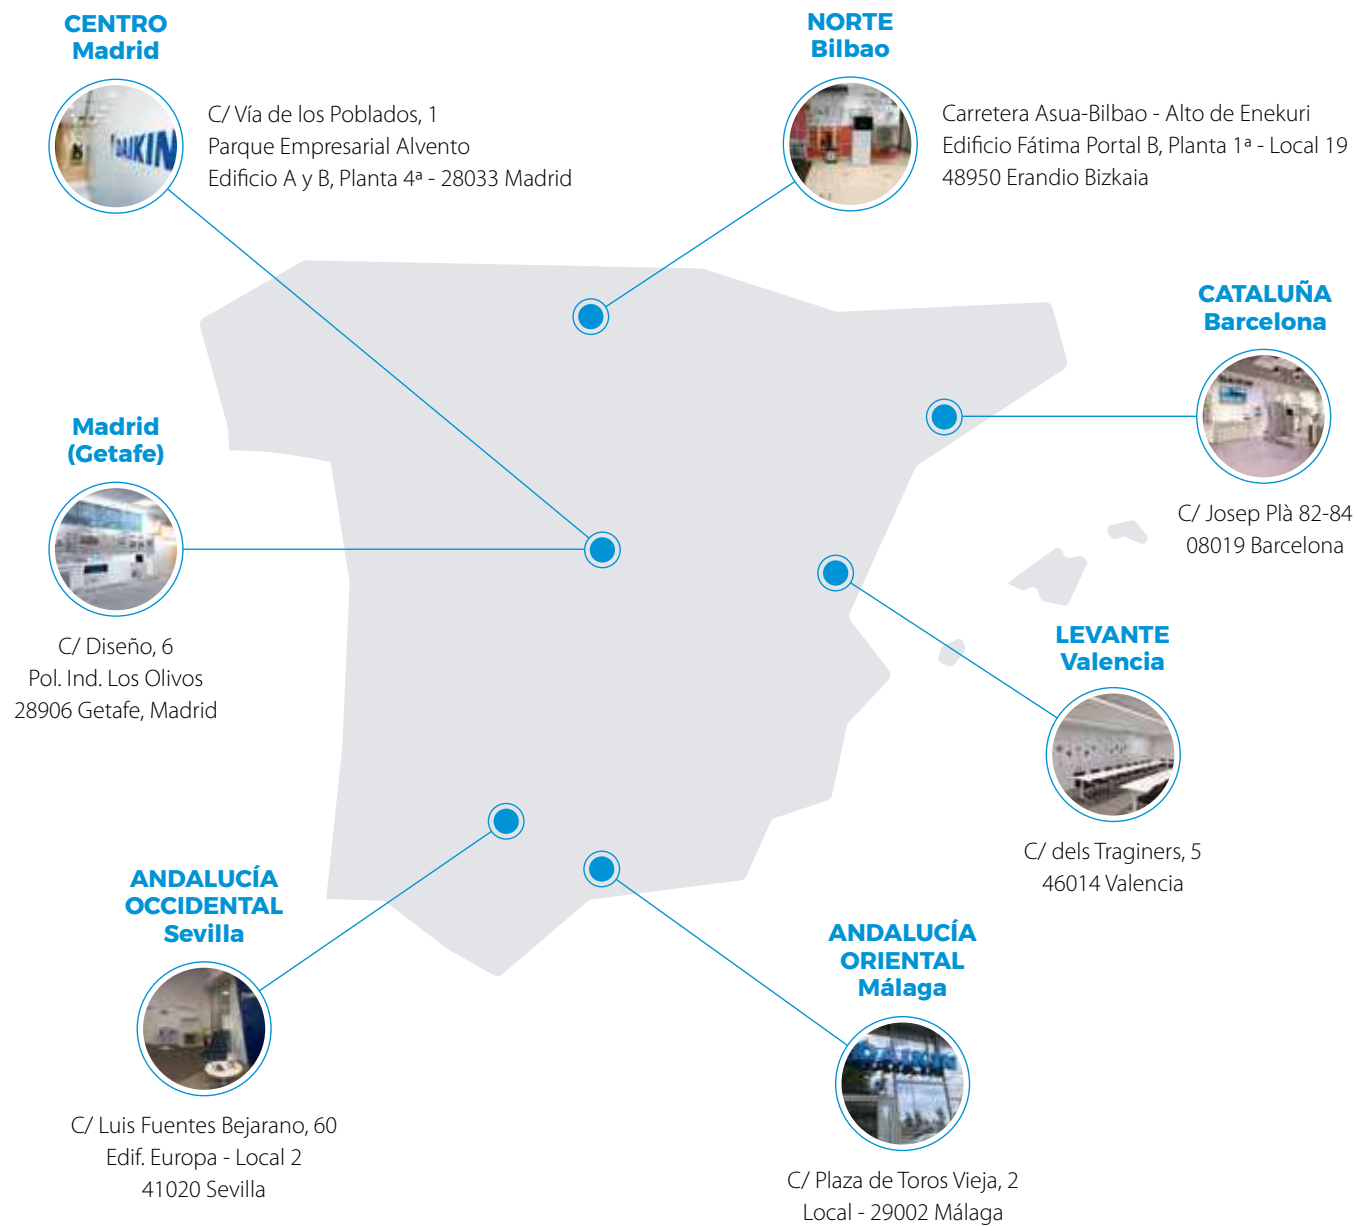 CENTRO
Madrid
DAIKIN
C/ Vía de los Poblados, 1
Parque Empresarial Alvento
Edificio A y B, Planta 4ª - 28033 Madrid
NORTE
Bilbao
Carretera Asua-Bilbao - Alto de Enekuri
Edificio Fátima Portal B, Planta 1ª - Local 19
48950 Erandio Bizkaia
CATALUÑA
Barcelona
C/ Josep Plà 82-84
08019 Barcelona
Madrid
(Getafe)
C/ Diseño, 6
Pol. Ind. Los Olivos
28906 Getafe, Madrid
LEVANTE
Valencia
C/ dels Traginers, 5
46014 Valencia
ANDALUCÍA
OCCIDENTAL
Sevilla
C/ Luis Fuentes Bejarano, 60
Edif. Europa - Local 2
41020 Sevilla
ANDALUCÍA
ORIENTAL
Málaga
DAIKIN
C/ Plaza de Toros Vieja, 2
Local - 29002 Málaga